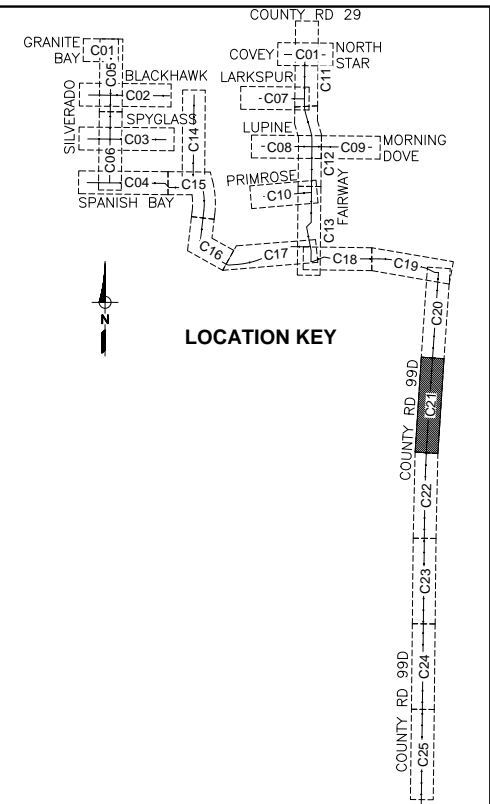 COUNTY RD 29
GRANITE
BAY
C01
C05
BLACKHAWK
C02
SILVERADO
SPYGLASS
C03
C06
C04
SPANISH BAY
C14
C15
C16
C17
COVEY
C01
NORTH
STAR
C11
LARKSPUR
C07
LUPINE
C08
C09
MORNING
DOVE
C12
PRIMROSE
C10
FAIRWAY
C13
C18
C19
C20
N
LOCATION KEY
COUNTY RD 99D
C21
C22
C23
COUNTY RD 99D
C24
C25